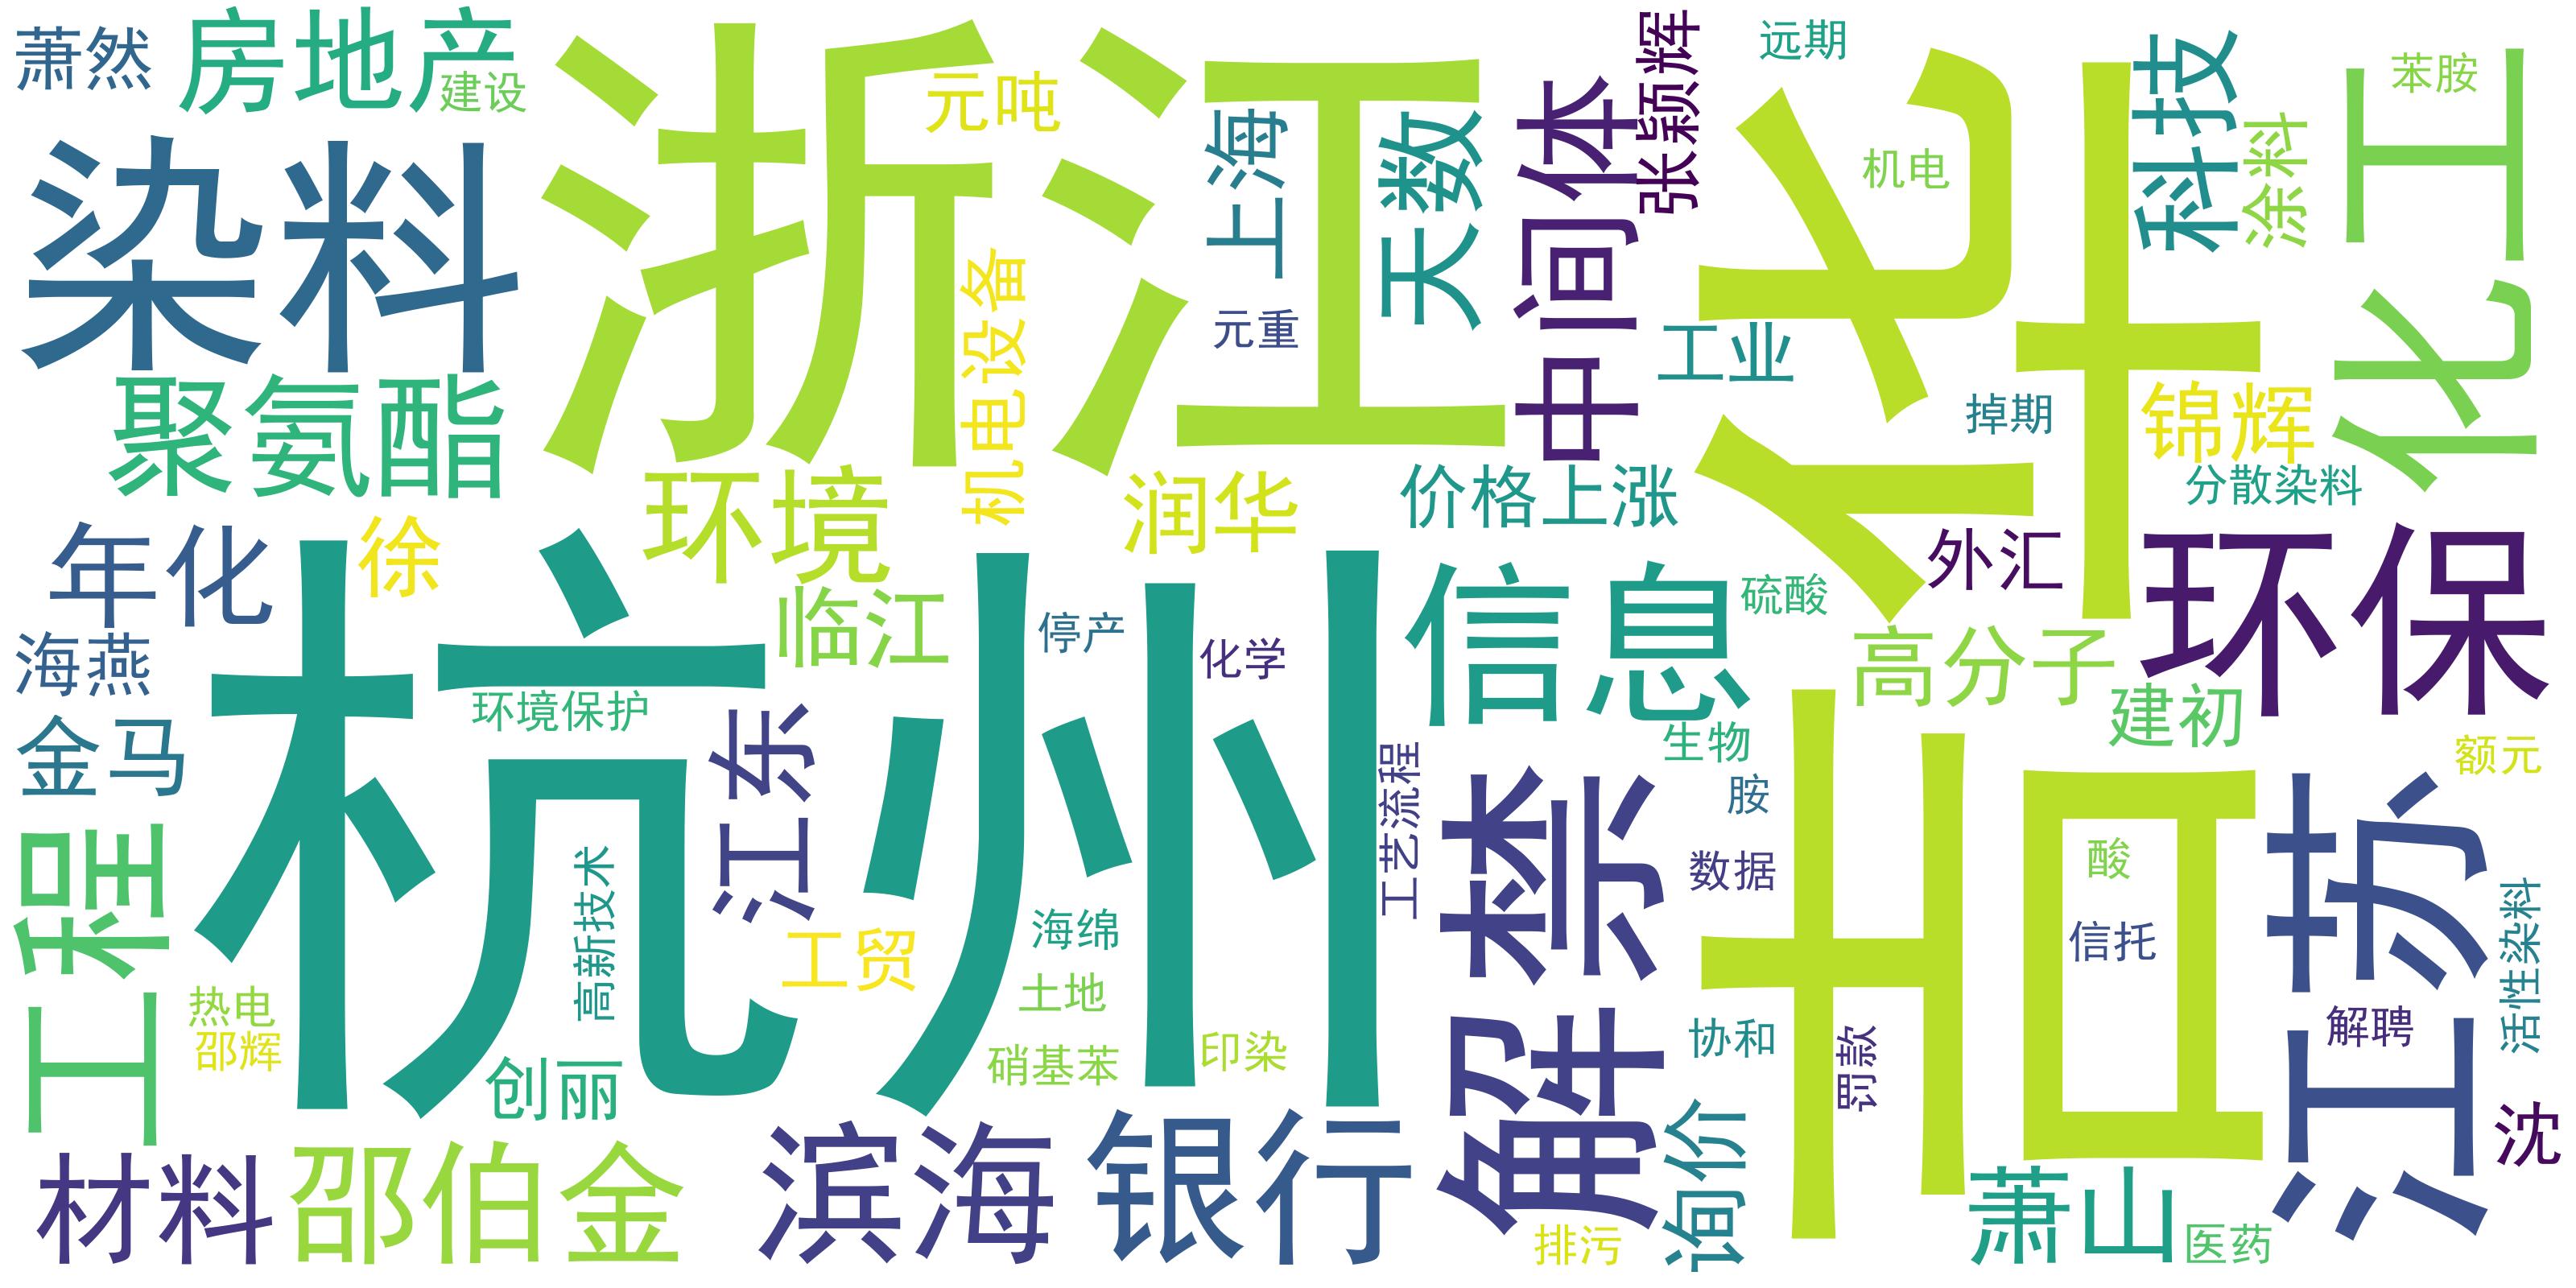 萧然
房地产
建设
染料
聚氨酯
浙江
元吨
上海
天数
元重
机电设备
中间体
张颖辉
远期
吉华
机电
科技
涂料
苯胺
化工
工业
掉期
锦辉
分散染料
环境
润华
价格上涨
年化
徐
临江
杭州
停产
化学
信息
硫酸
外汇
环保
海燕
金马
环境保护
江东
高分子
建初
生物
额元
工程
高新技术
工贸
海绵
土地
工艺流程
解禁
胺
数据
酸
信托
江苏
活性染料
热电
邵辉
创丽
硝基苯
印染
协和
罚款
解聘
材料
邵伯金
滨海
银行
排污
询价
萧山
医药
沈